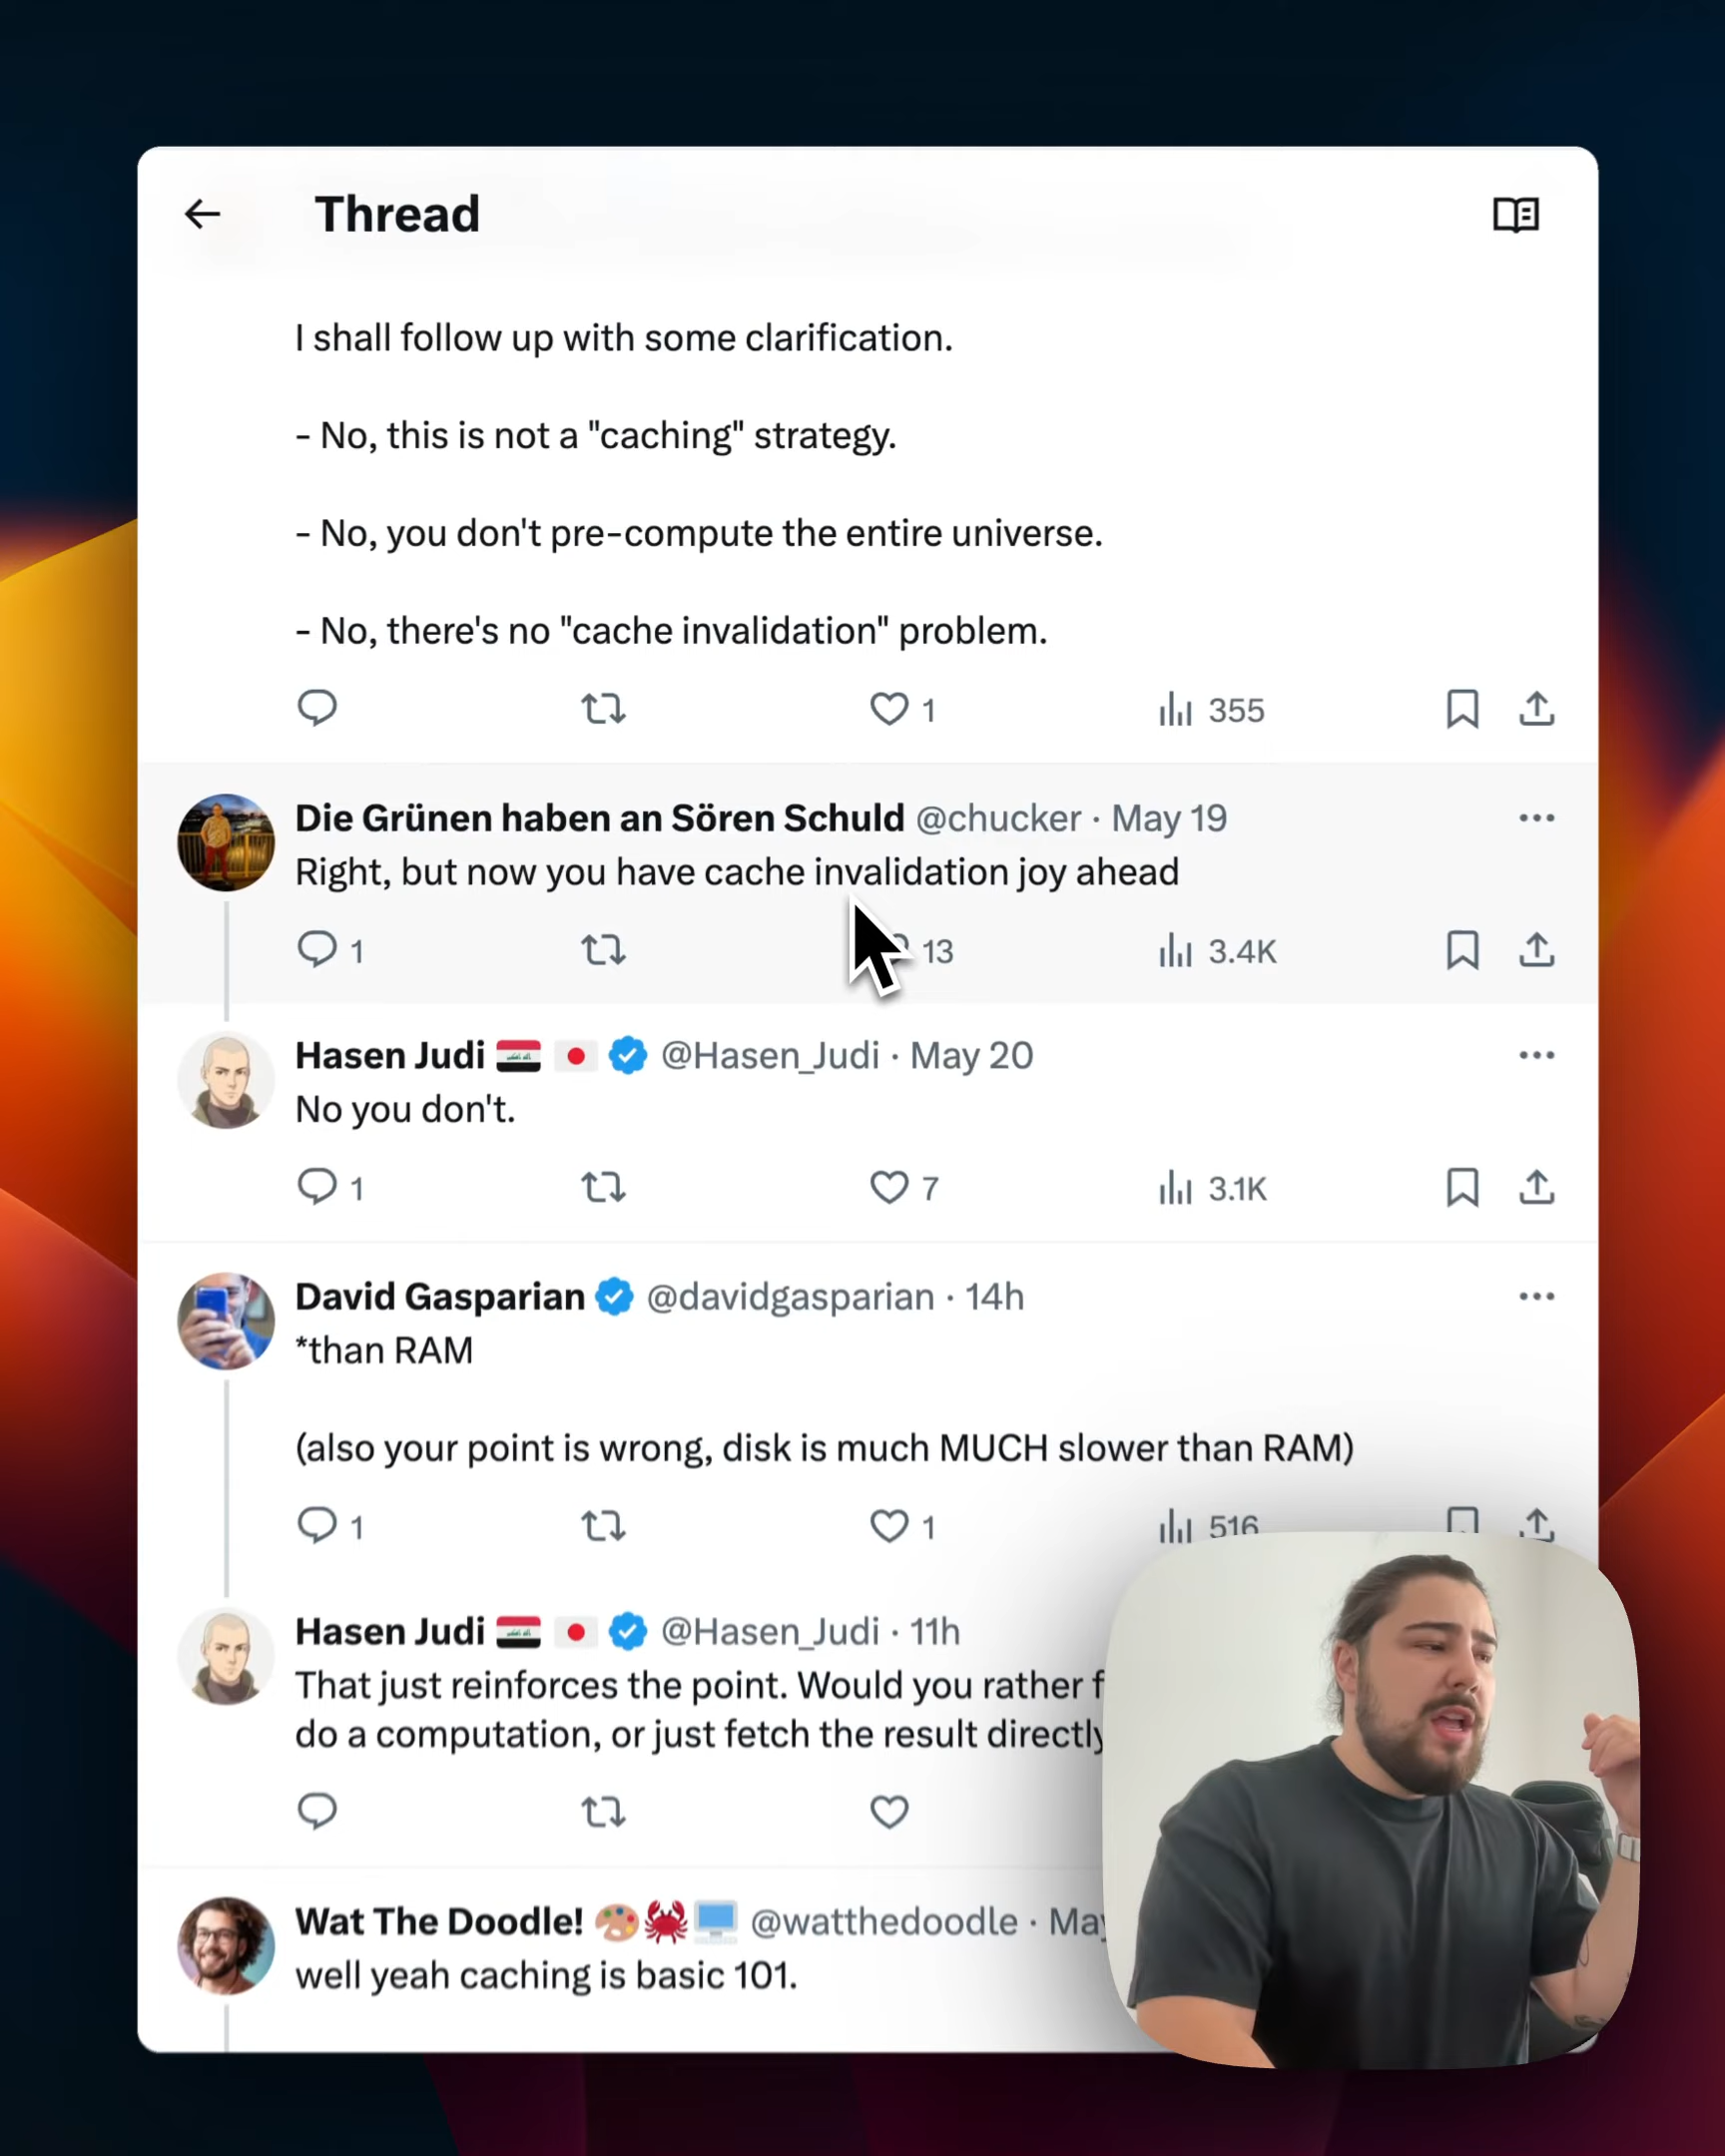 Thread
I shall follow up with some clarification.
- No, this is not a "caching" strategy.
- No, you don't pre-compute the entire universe.
- No, there's no "cache invalidation" problem.
1 355
Die Grünen haben an Sören Schuld @chucker · May 19
Right, but now you have cache invalidation joy ahead
1 13 3.4K
Hasen Judi @Hasen_Judi · May 20
No you don't.
1 7 3.1K
David Gasparian @davidgasparian · 14h
*than RAM
(also your point is wrong, disk is much MUCH slower than RAM)
1 1 516
Hasen Judi @Hasen_Judi · 11h
That just reinforces the point. Would you rather
do a computation, or just fetch the result directly
Wat The Doodle! @watthedoodle ·
well yeah caching is basic 101.